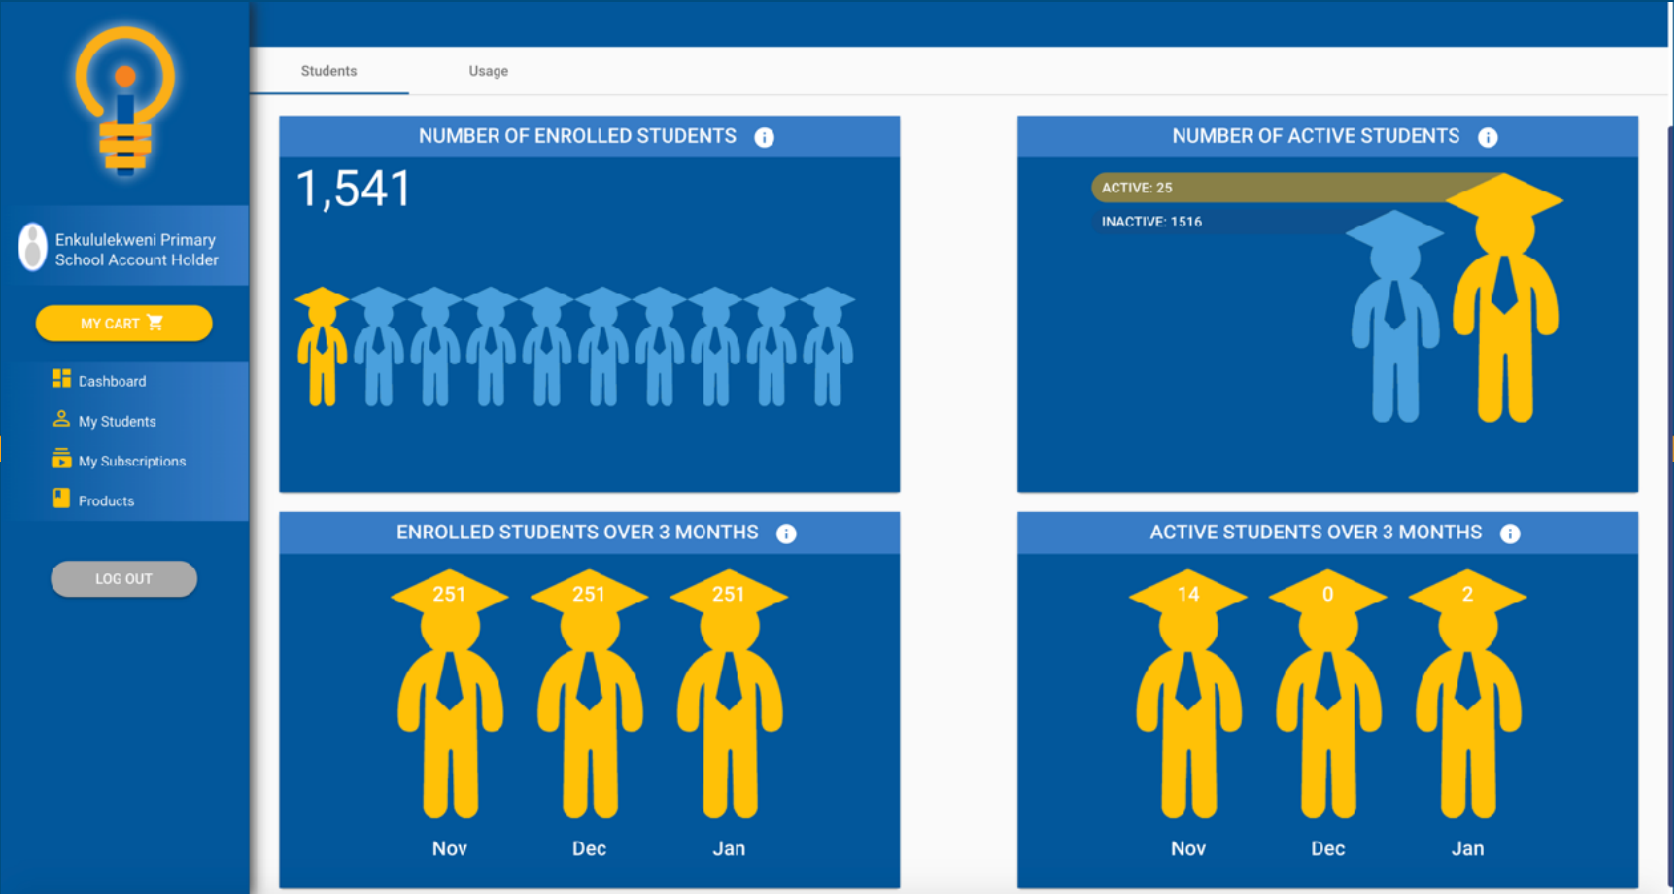 Students
Usage
Enkululekweni Primary
School Account Holder
MY CART
Dashboard
My Students
My Subscriptions
Products
LOG OUT
NUMBER OF ENROLLED STUDENTS
1,541
NUMBER OF ACTIVE STUDENTS
ACTIVE: 25
INACTIVE: 1516
ENROLLED STUDENTS OVER 3 MONTHS
251 251 251
Nov Dec Jan
ACTIVE STUDENTS OVER 3 MONTHS
14 0 2
Nov Dec Jan